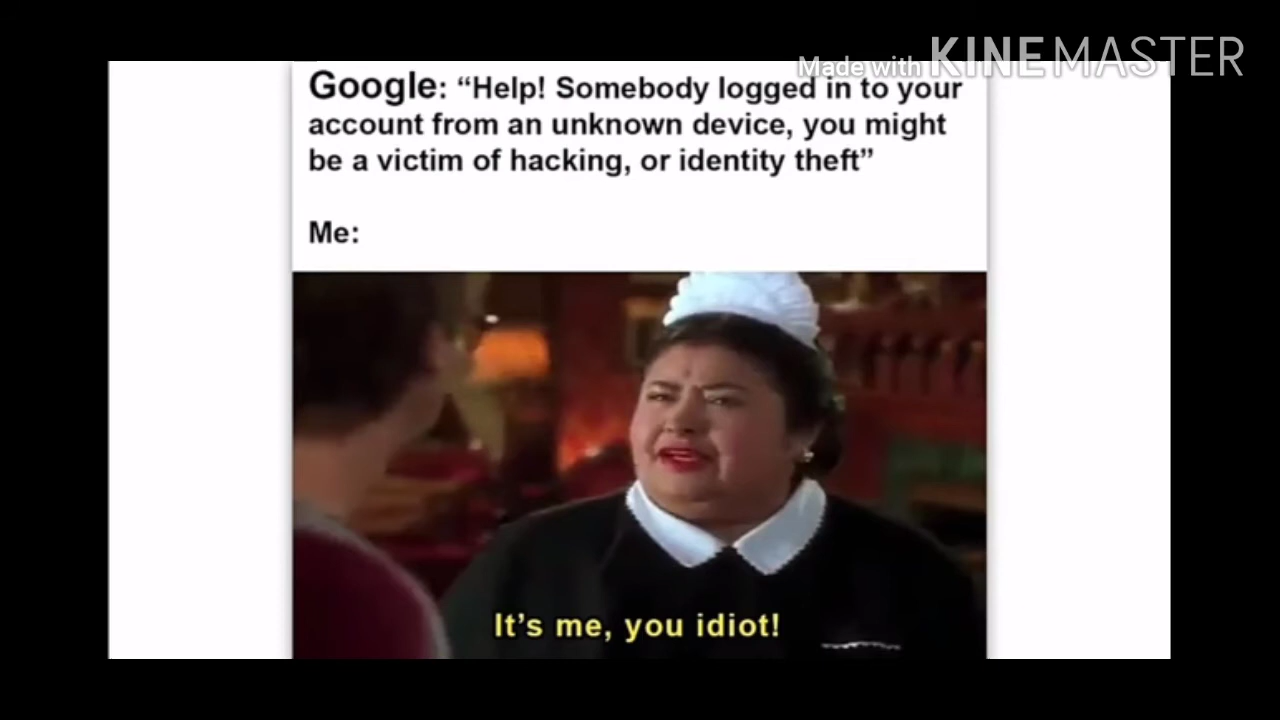 Made with KINEMASTER
Google: “Help! Somebody logged in to your
account from an unknown device, you might
be a victim of hacking, or identity theft”
Me:
It’s me, you idiot!